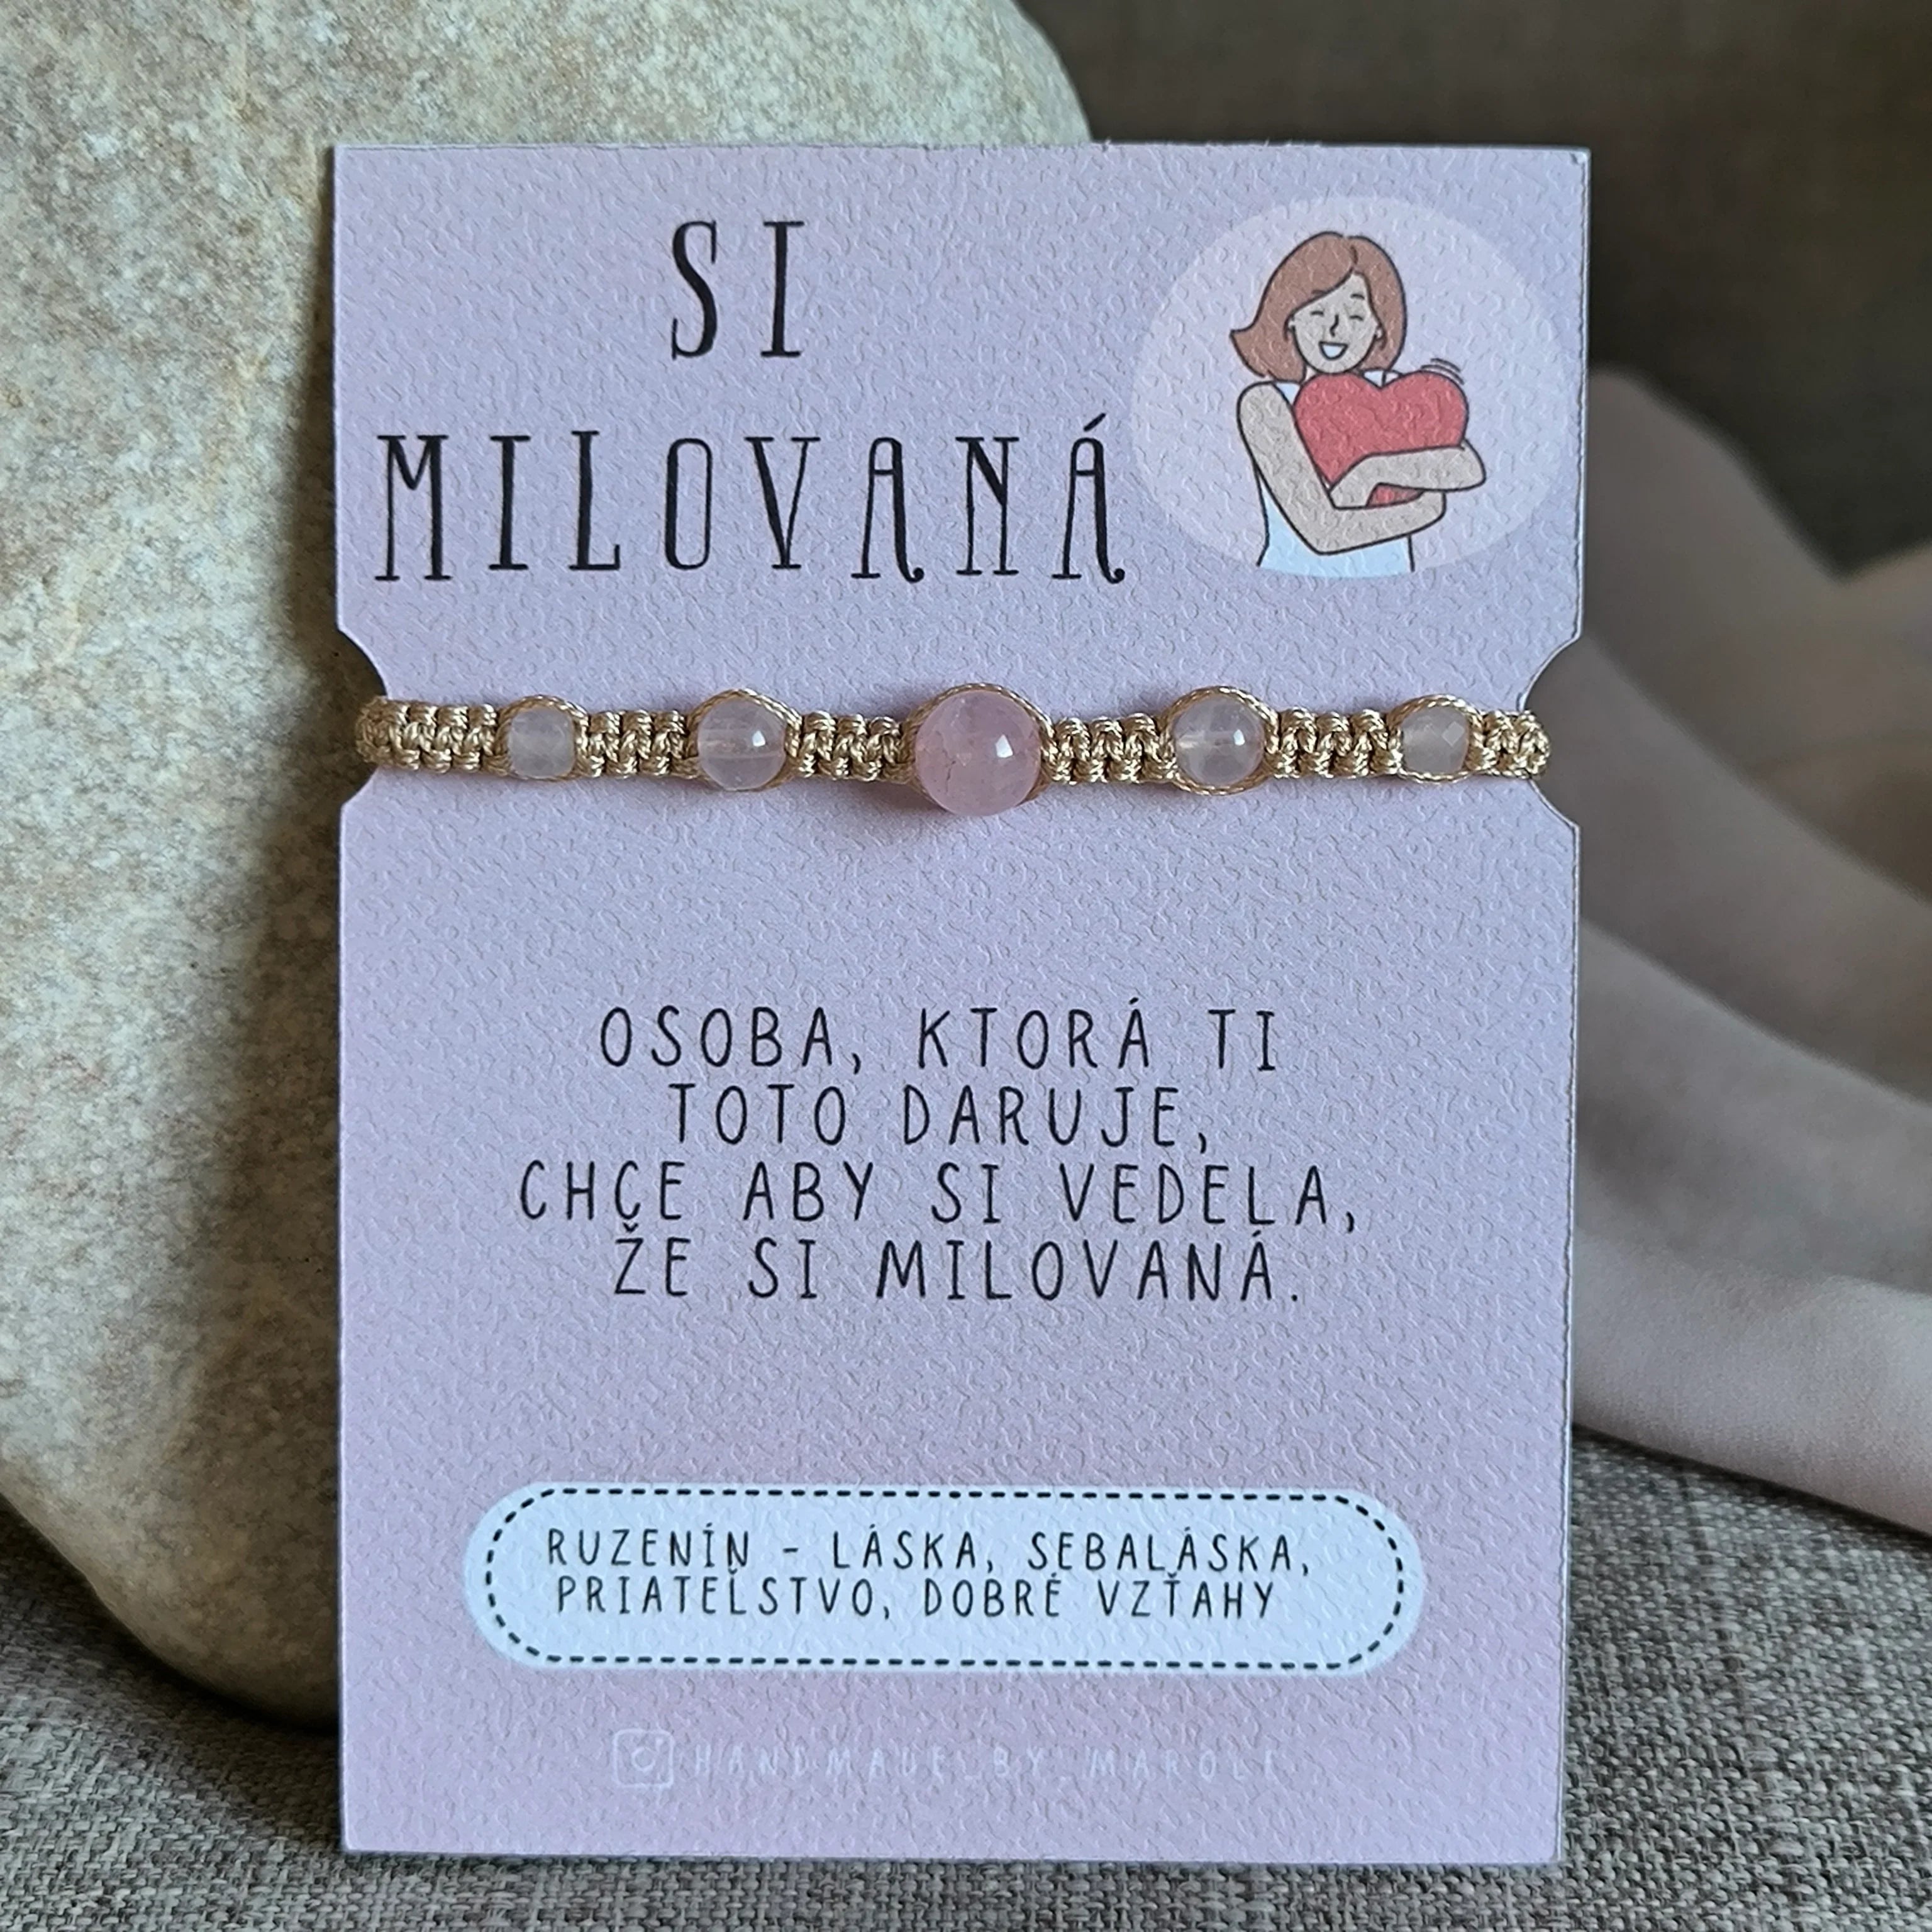 SI
MILOVANÁ
OSOBA, KTORÁ TI
TOTO DARUJE,
CHCE ABY SI VEDELA,
ŽE SI MILOVANÁ.
RUZENÍN - LÁSKA, SEBALÁSKA,
PRIATEĽSTVO, DOBRÉ VZŤAHY
HANDMADE_BY_MAROLE